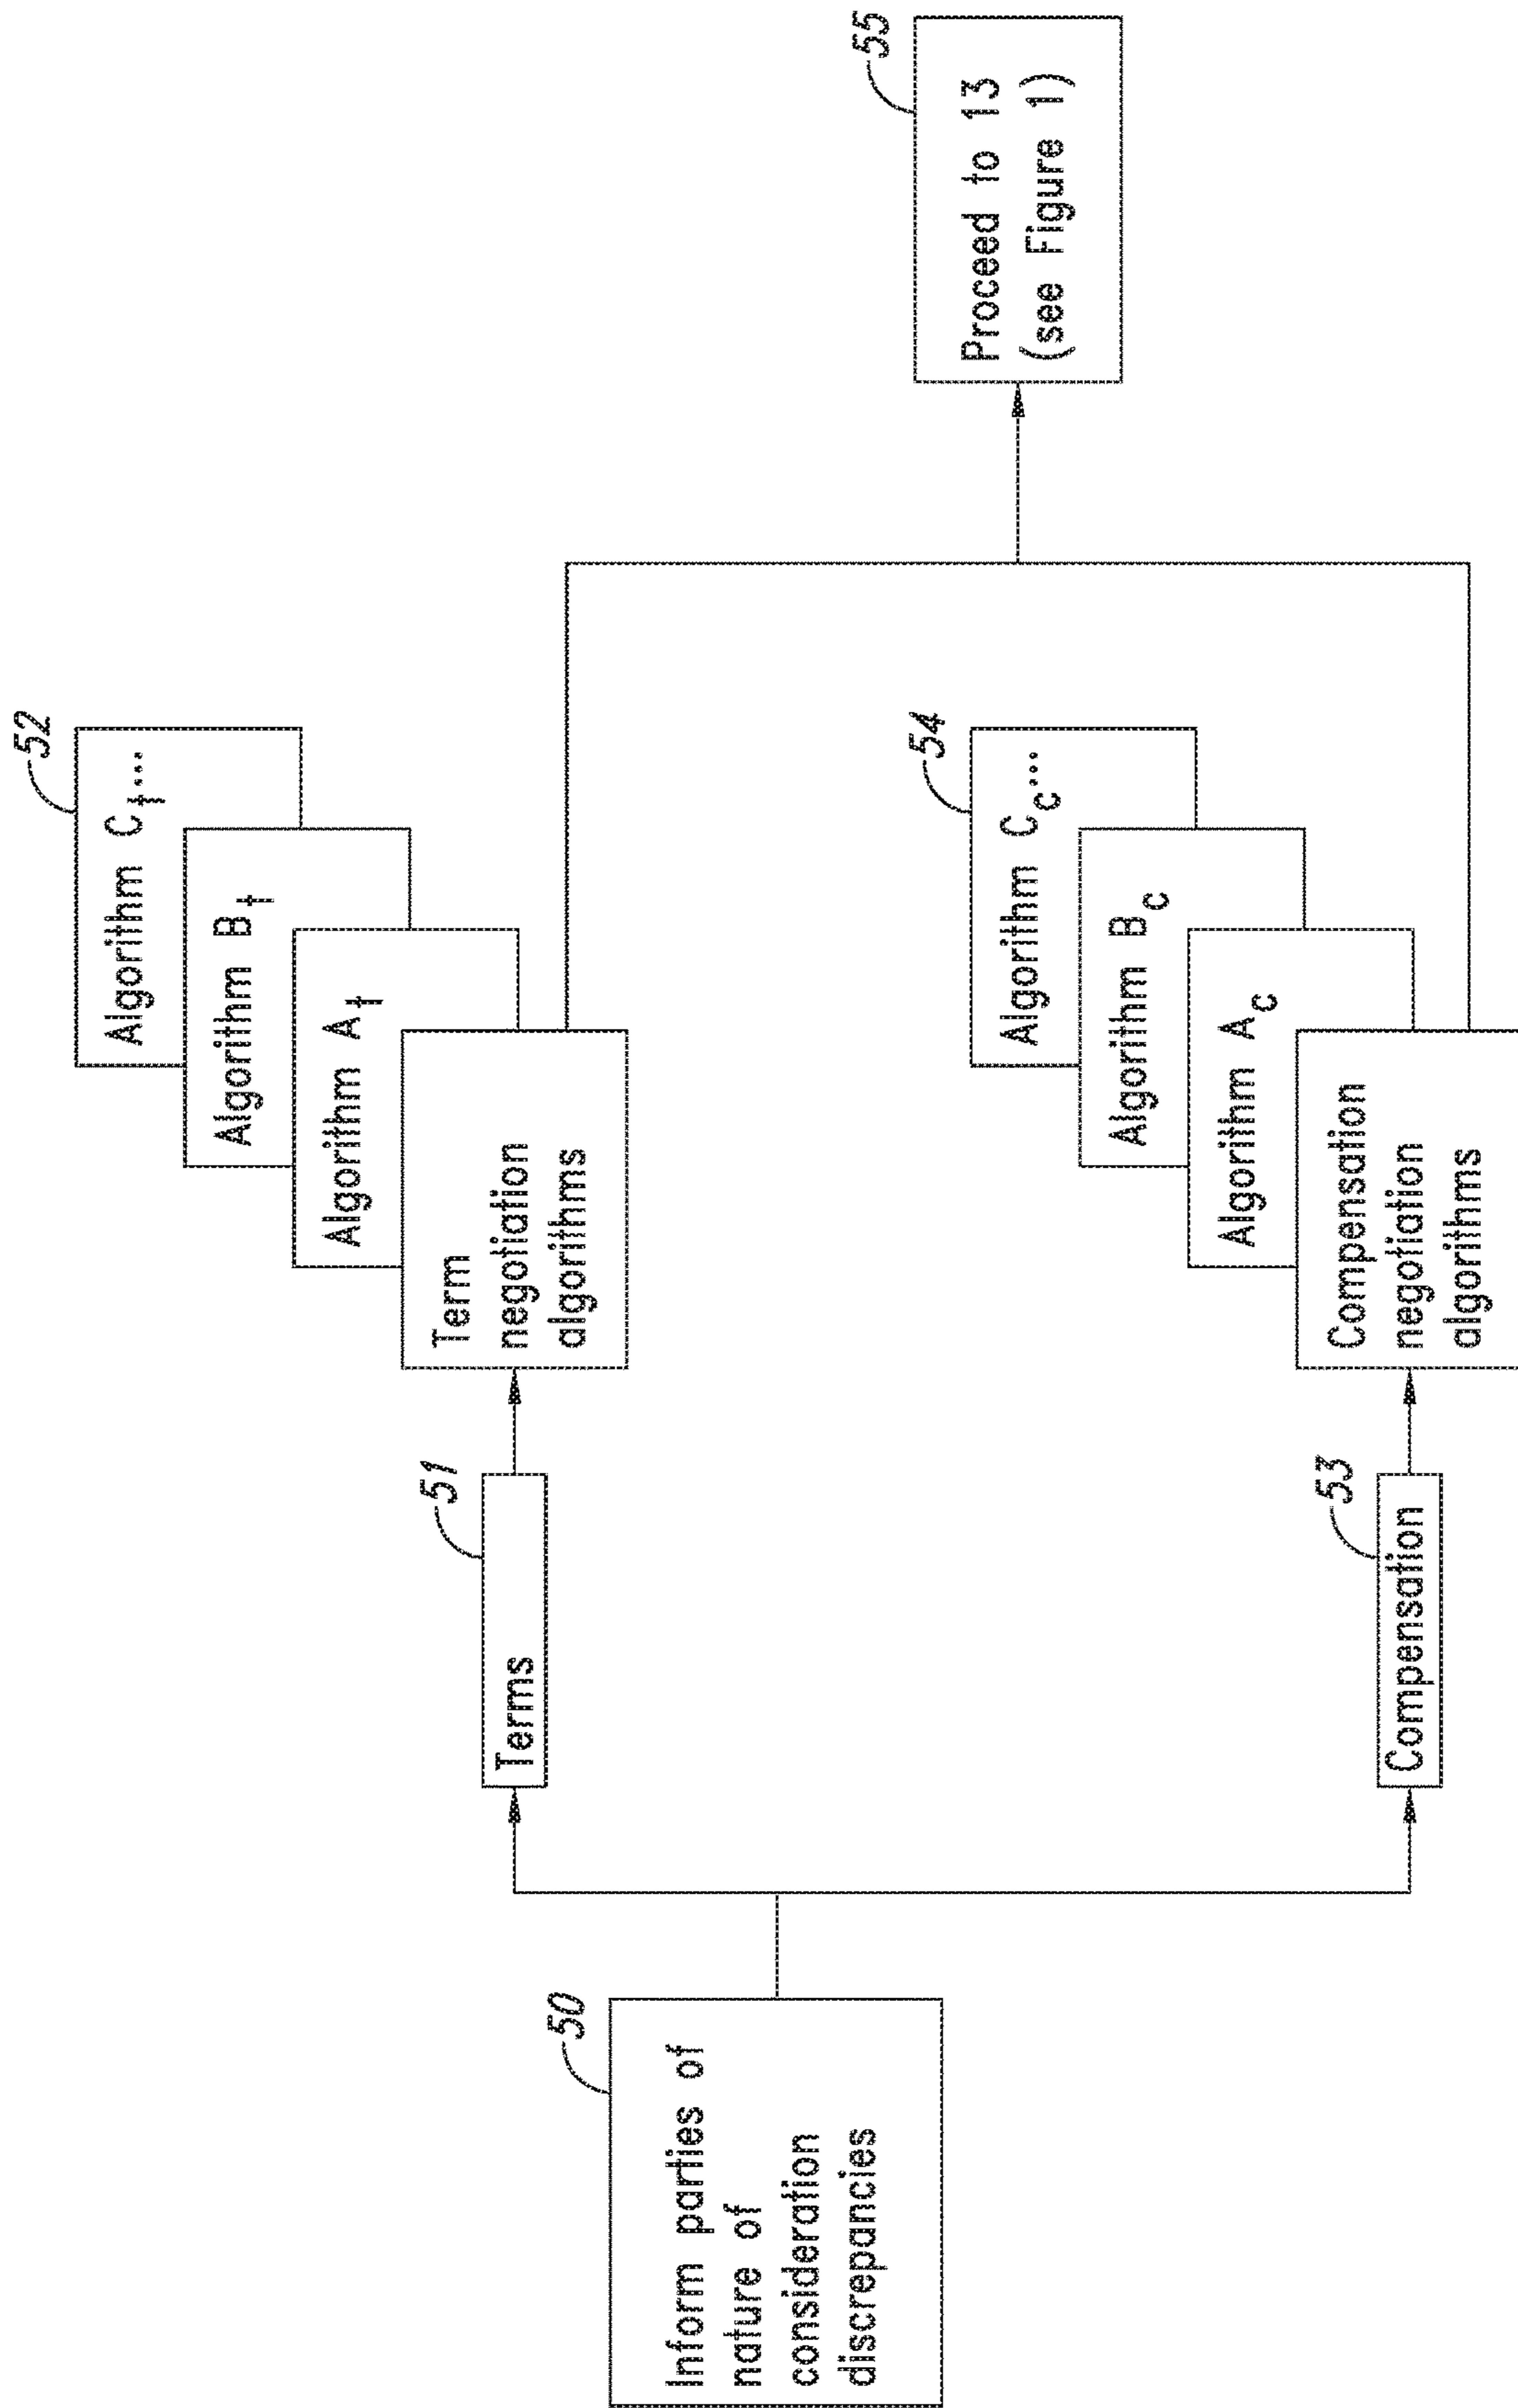 50
Inform parties of
nature of
consideration
discrepancies
51
Terms
52
Algorithm C_t...
Algorithm B_t
Algorithm A_t
Term
negotiation
algorithms
53
Compensation
54
Algorithm C_c...
Algorithm B_c
Algorithm A_c
Compensation
negotiation
algorithms
55
Proceed to 13
(see Figure 1)